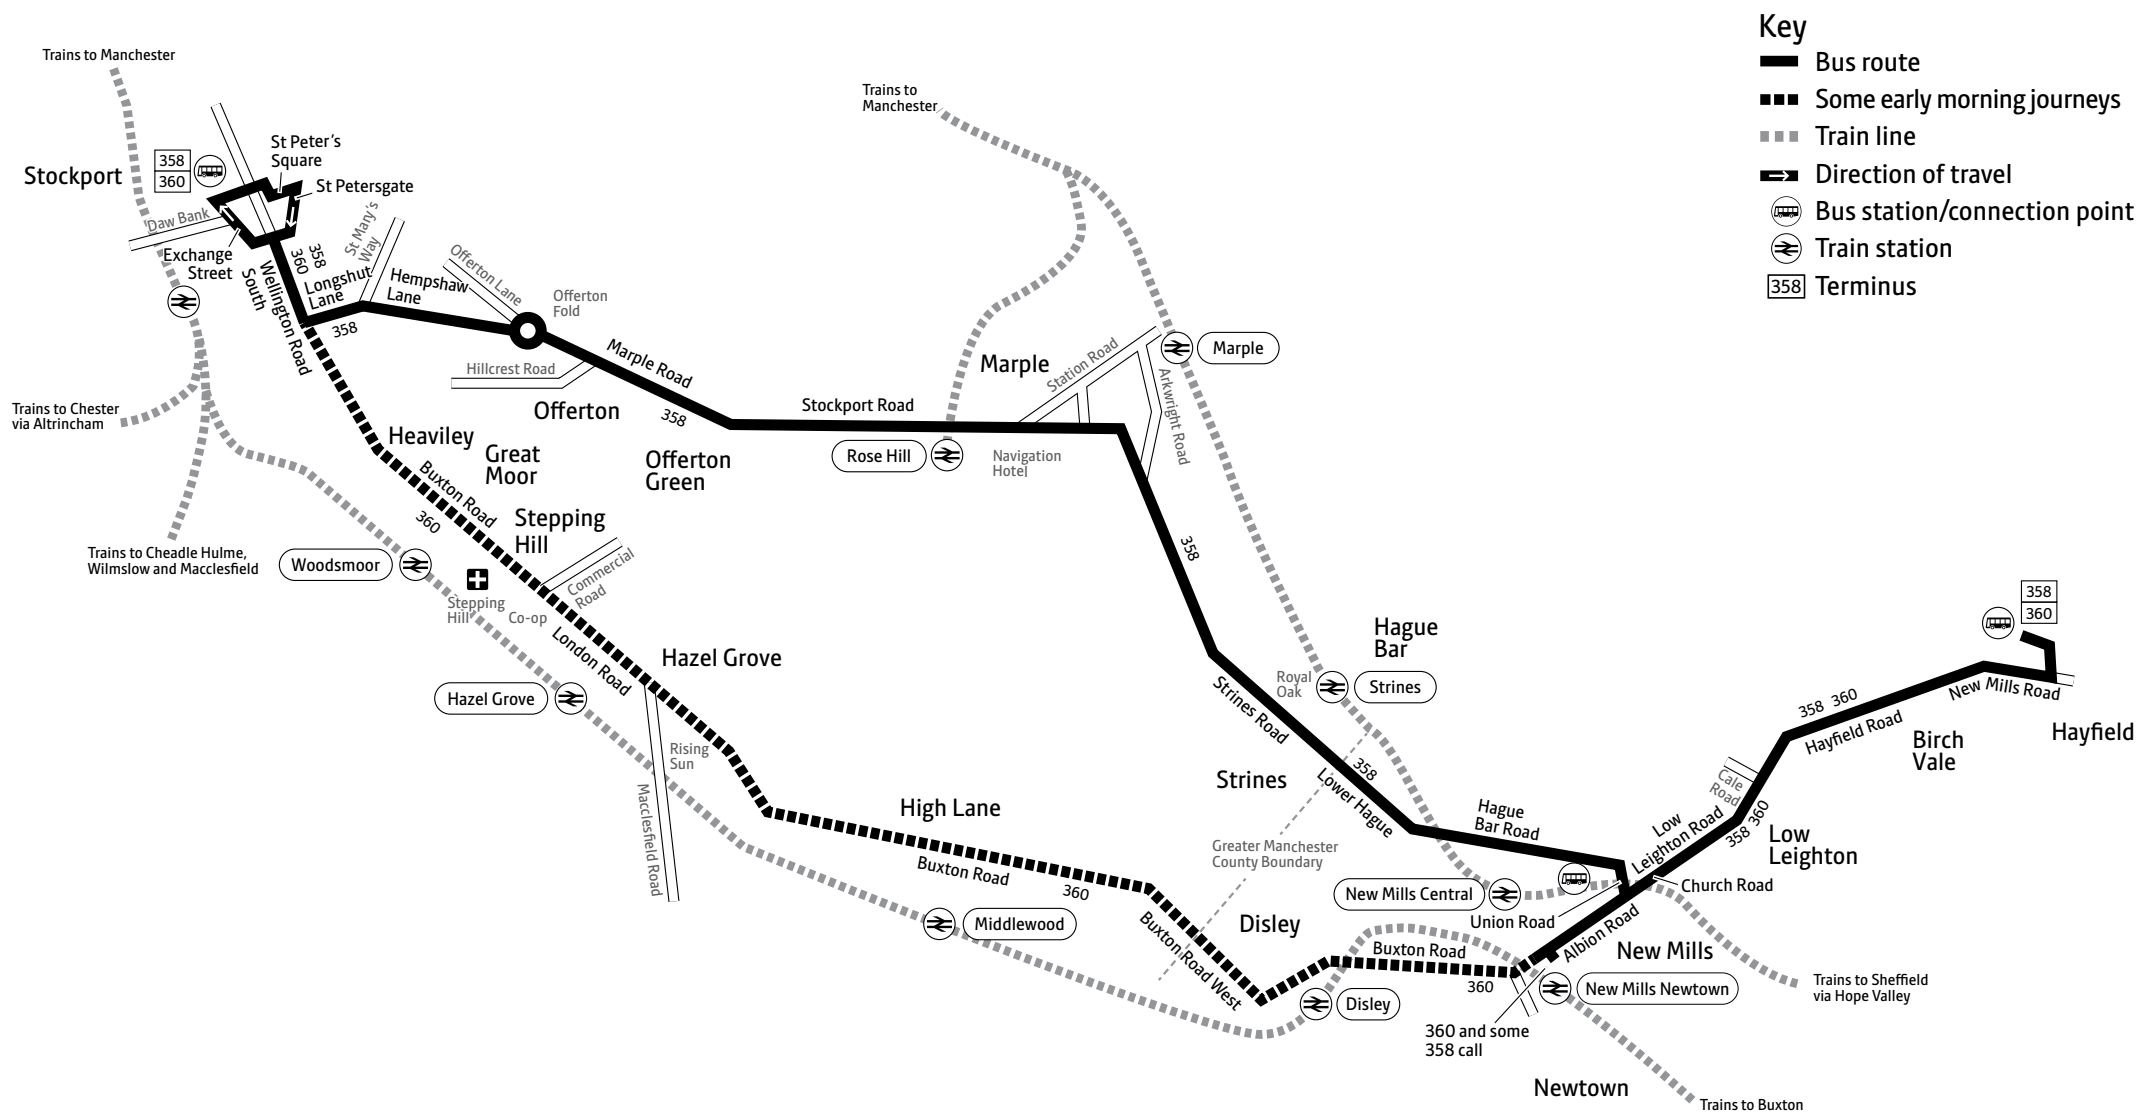 Key
Bus route
Some early morning journeys
Train line
Direction of travel
Bus station/connection point
Train station
358
Terminus
Trains to Manchester
Trains to
Manchester
St Peter's
Square
St Petersgate
Stockport
358
360
Daw Bank
Exchange
Street
358
360
Wellington Road
South
Longshut
Lane
358
St Mary's
Way
Hempshaw
Lane
Offerton Lane
Offerton
Fold
Hillcrest Road
Marple Road
Offerton
358
Stockport Road
Marple
Station Road
Marple
Arkwright Road
Rose Hill
Navigation
Hotel
Trains to Chester
via Altrincham
Heaviley
Great
Moor
Offerton
Green
Buxton Road
360
Stepping
Hill
Trains to Cheadle Hulme,
Wilmslow and Macclesfield
Woodsmoor
Stepping
Hill
Co-op
Commercial
Road
London Road
Hazel Grove
Hazel Grove
Rising
Sun
Macclesfield Road
358
Hague
Bar
Royal
Oak
Strines
Strines Road
Strines
358
Lower Hague
Greater Manchester
County Boundary
Hague
Bar Road
High Lane
Buxton Road
360
Middlewood
Buxton Road West
Disley
Disley
Buxton Road
360
New Mills Central
Union Road
Albion Road
Church Road
New Mills
New Mills Newtown
360 and some
358 call
Newtown
Trains to Buxton
Trains to Sheffield
via Hope Valley
Low
Leighton Road
358 360
Low
Leighton
Cale
Road
358 360
Hayfield Road
Birch
Vale
New Mills Road
Hayfield
358
360